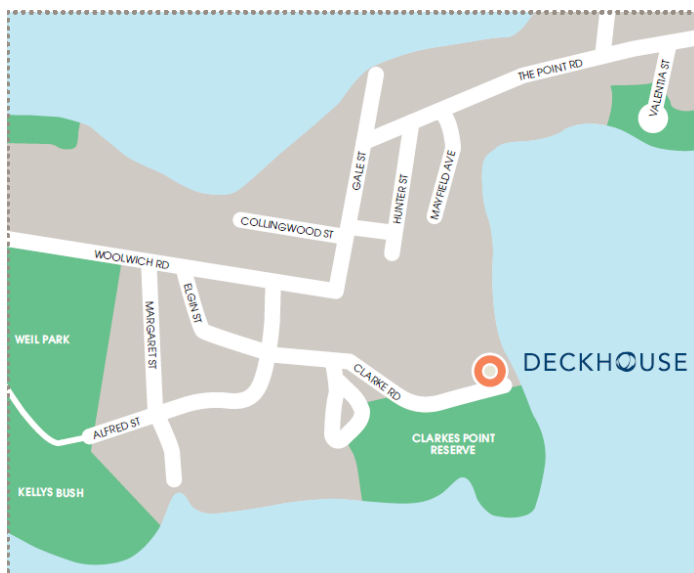 THE POINT RD
VALENTIA ST
GALE ST
HUNTER ST
MAYFIELD AVE
COLLINGWOOD ST
WOOLWICH RD
ELGIN ST
MARGARET ST
WEIL PARK
CLARKE RD
DECKHOUSE
ALFRED ST
CLARKES POINT
RESERVE
KELLYS BUSH